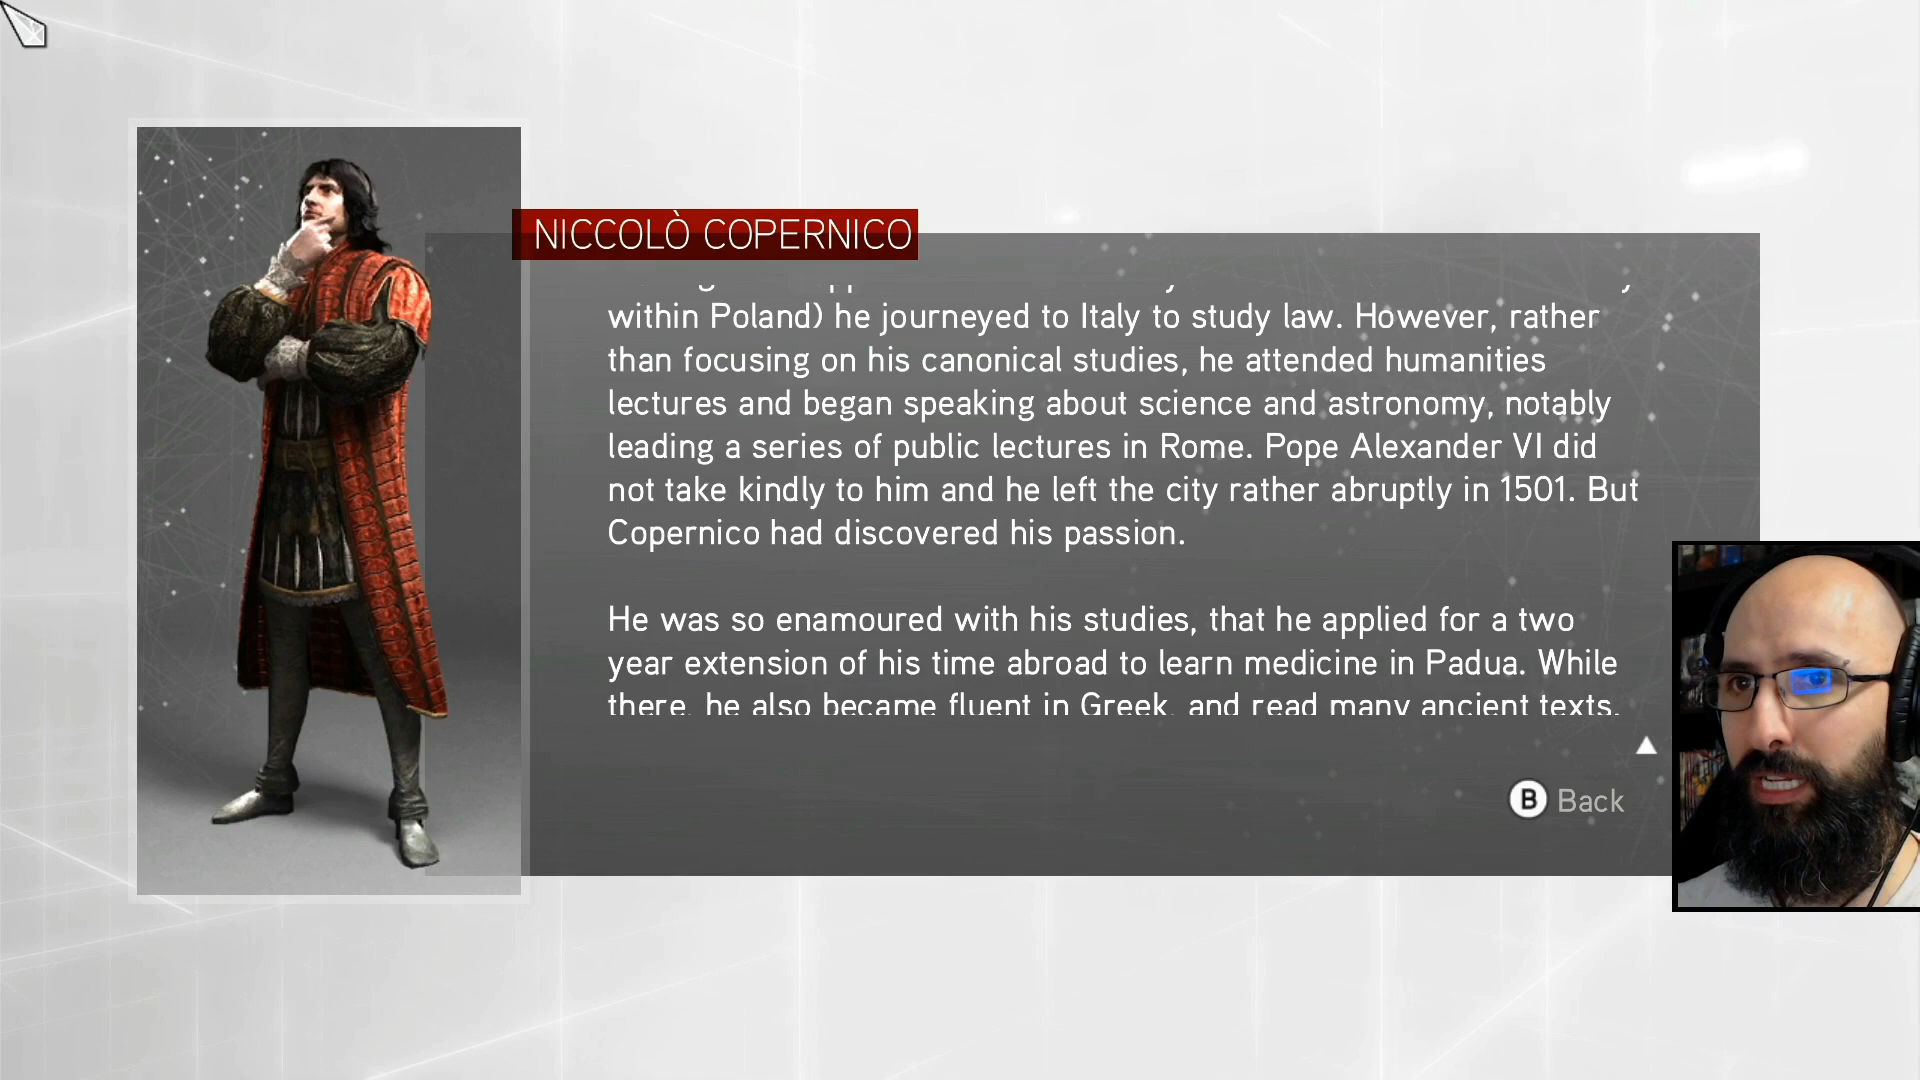 NICCOLÒ COPERNICO
within Poland) he journeyed to Italy to study law. However, rather
than focusing on his canonical studies, he attended humanities
lectures and began speaking about science and astronomy, notably
leading a series of public lectures in Rome. Pope Alexander VI did
not take kindly to him and he left the city rather abruptly in 1501. But
Copernico had discovered his passion.
He was so enamoured with his studies, that he applied for a two
year extension of his time abroad to learn medicine in Padua. While
there, he also became fluent in Greek, and read many ancient texts,
B Back